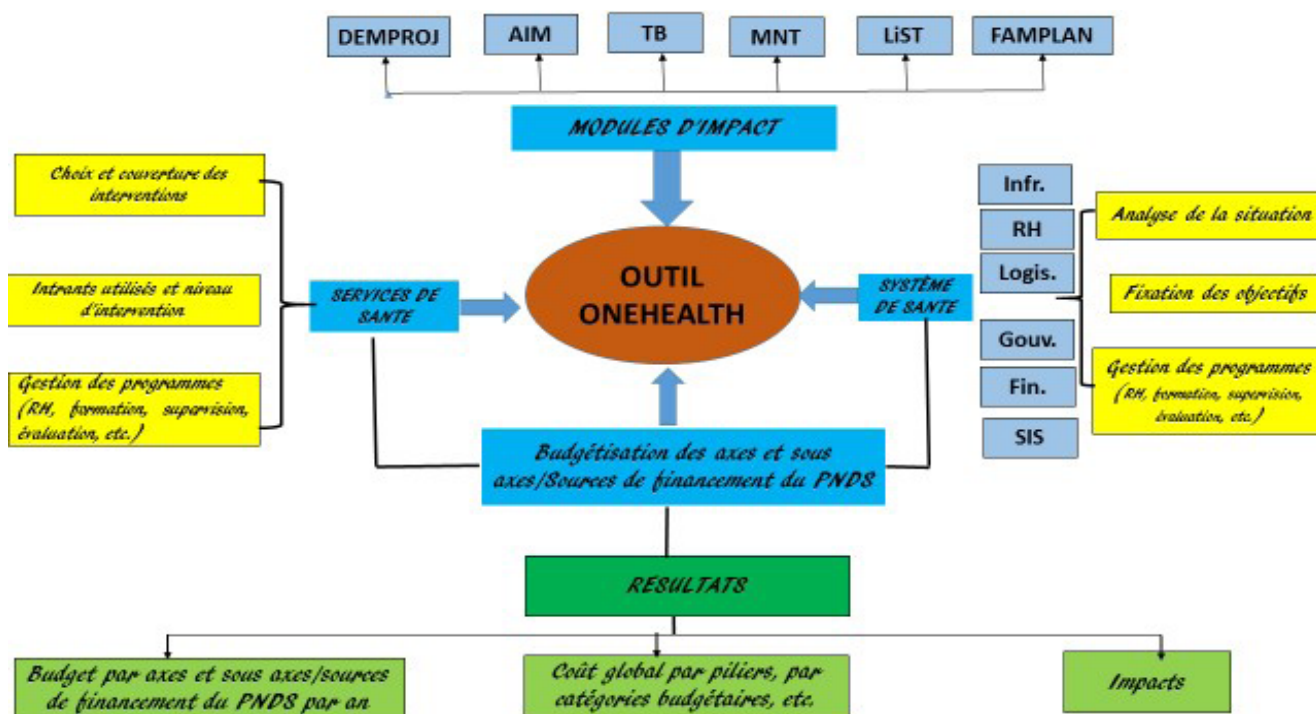 DEMPROJ
AIM
TB
MNT
LiST
FAMPLAN
MODULES D'IMPACT
Choix et couverture des
interventions
Intrants utilisés et niveau
d'intervention
Gestion des programmes
(RH, formation, supervision,
évaluation, etc.)
SERVICES DE
SANTE
OUTIL
ONEHEALTH
SYSTÈME
DE SANTE
Infr.
RH
Logis.
Gouv.
Fin.
SIS
Analyse de la situation
Fixation des objectifs
Gestion des programmes
(RH, formation, supervision,
évaluation, etc.)
Budgétisation des axes et sous
axes/Sources de financement du PNDS
RÉSULTATS
Budget par axes et sous axes/sources
de financement du PNDS par an
Coût global par piliers, par
catégories budgétaires, etc.
Impacts